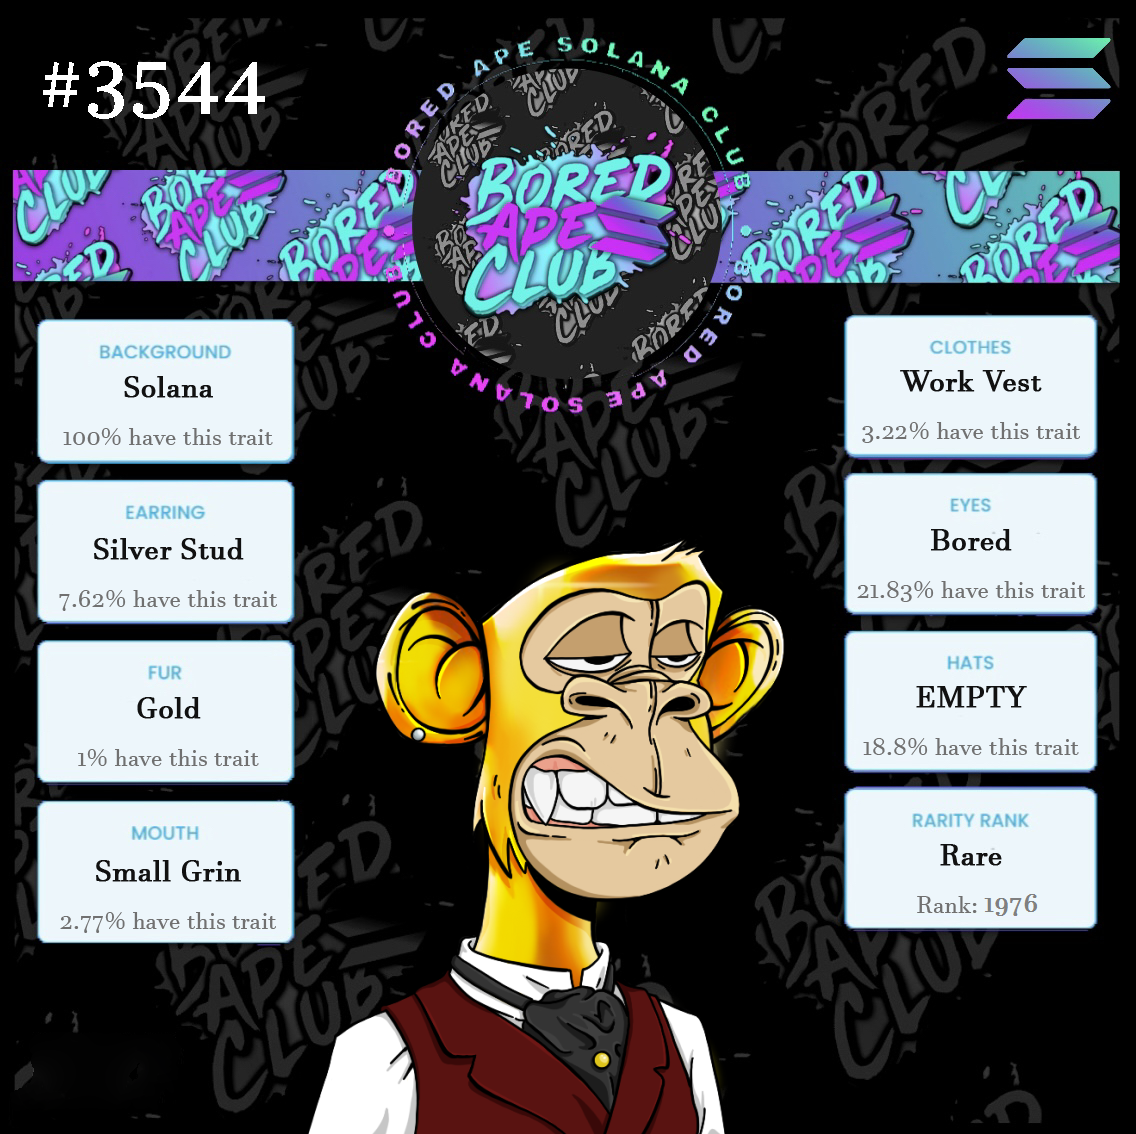 #3544
BORED APE SOLANA CLUB
BORED APE SOLANA CLUB
BORED
APE
CLUB
BACKGROUND
Solana
100% have this trait
EARRING
Silver Stud
7.62% have this trait
FUR
Gold
1% have this trait
MOUTH
Small Grin
2.77% have this trait
CLOTHES
Work Vest
3.22% have this trait
EYES
Bored
21.83% have this trait
HATS
EMPTY
18.8% have this trait
RARITY RANK
Rare
Rank: 1976